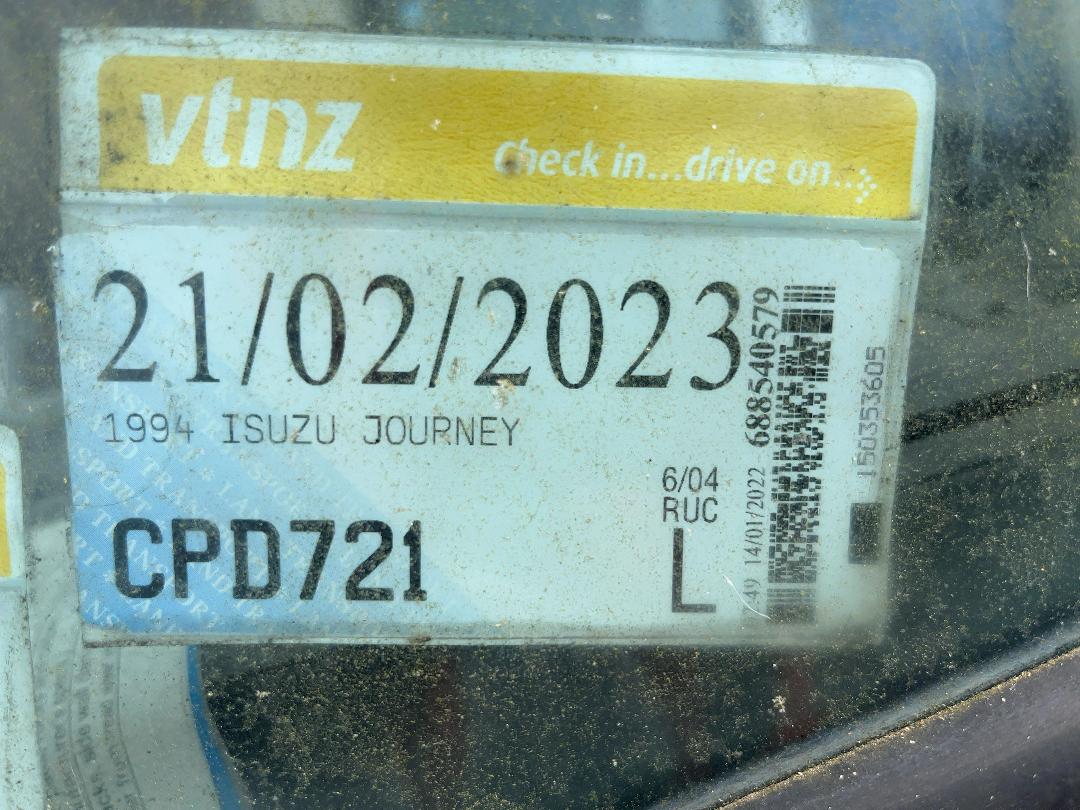 vtnz
Check in...drive on...
21/02/2023
1994 ISUZU JOURNEY
6/04
RUC
CPD721
L
49 14/01/2022 688540579
150353605